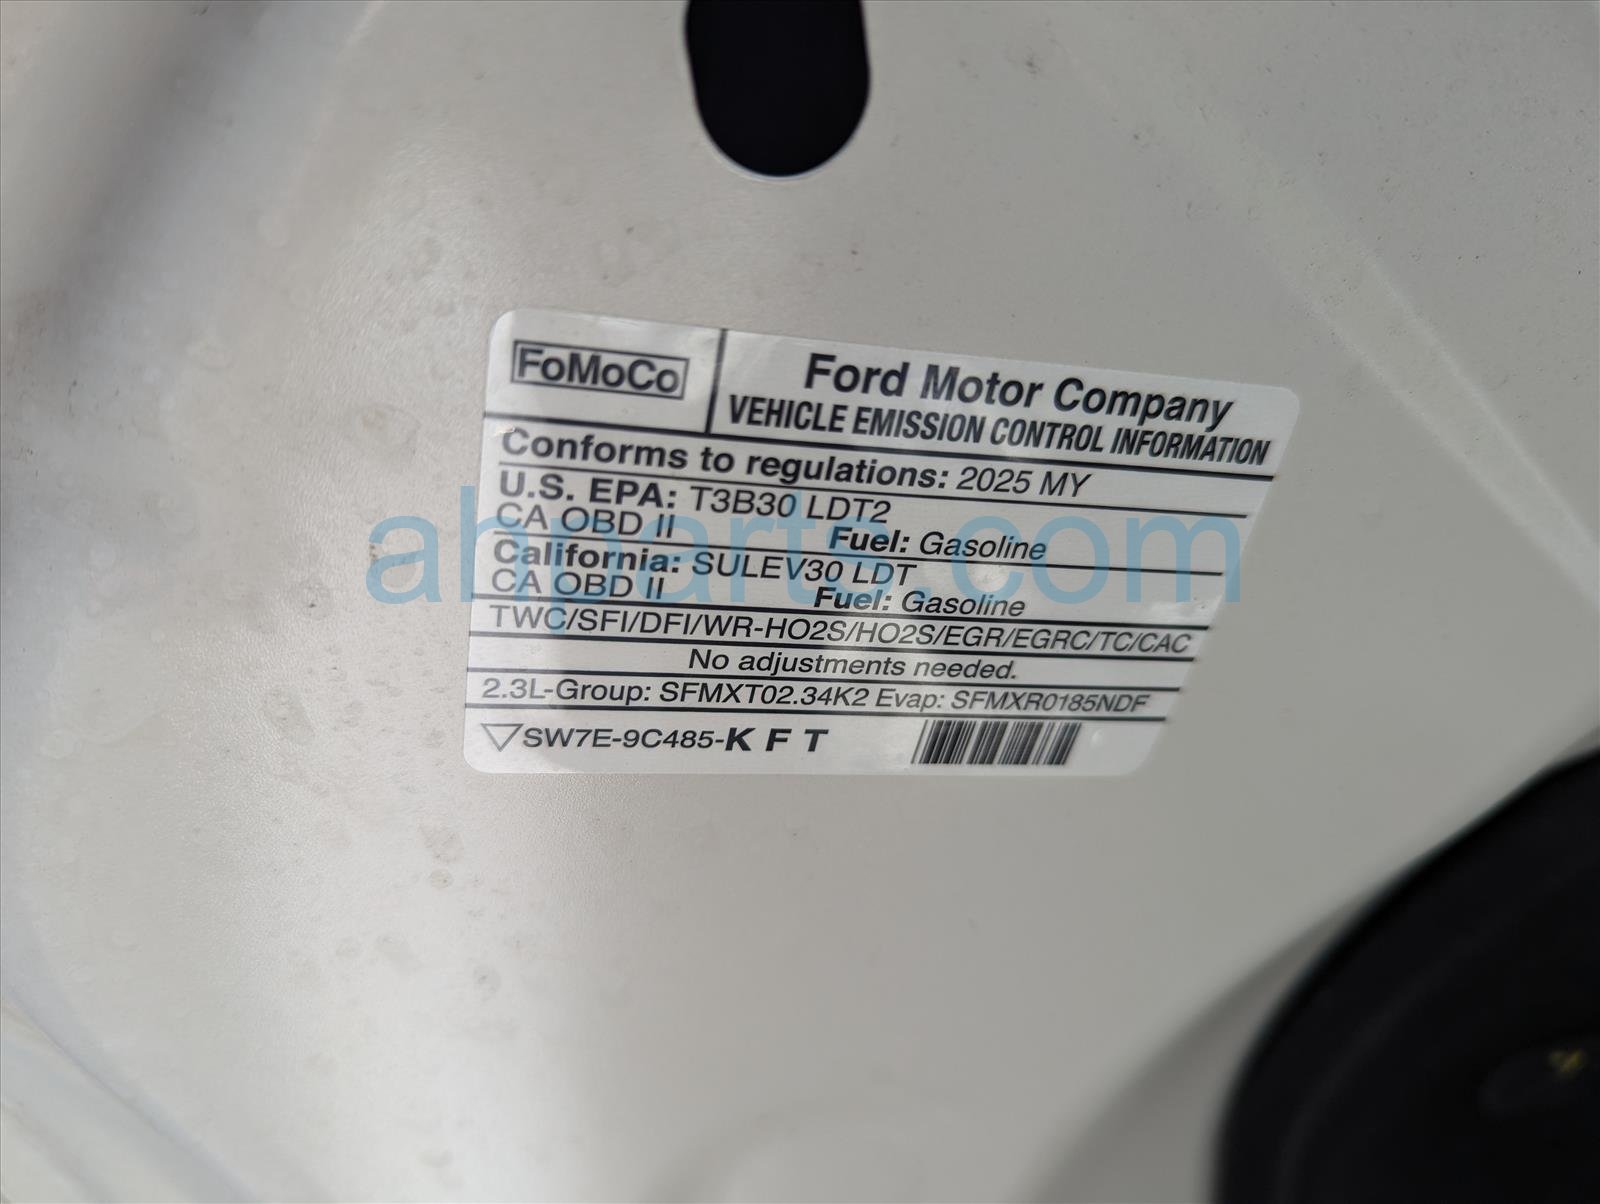 FoMoCo
Ford Motor Company
VEHICLE EMISSION CONTROL INFORMATION
Conforms to regulations: 2025 MY
U.S. EPA: T3B30 LDT2
CA OBD II Fuel: Gasoline
California: SULEV30 LDT
CA OBD II Fuel: Gasoline
TWC/SFI/DFI/WR-HO2S/HO2S/EGR/EGRC/TC/CAC
No adjustments needed.
2.3L-Group: SFMXT02.34K2 Evap: SFMXR0185NDF
SW7E-9C485-K F T
ahparts.com